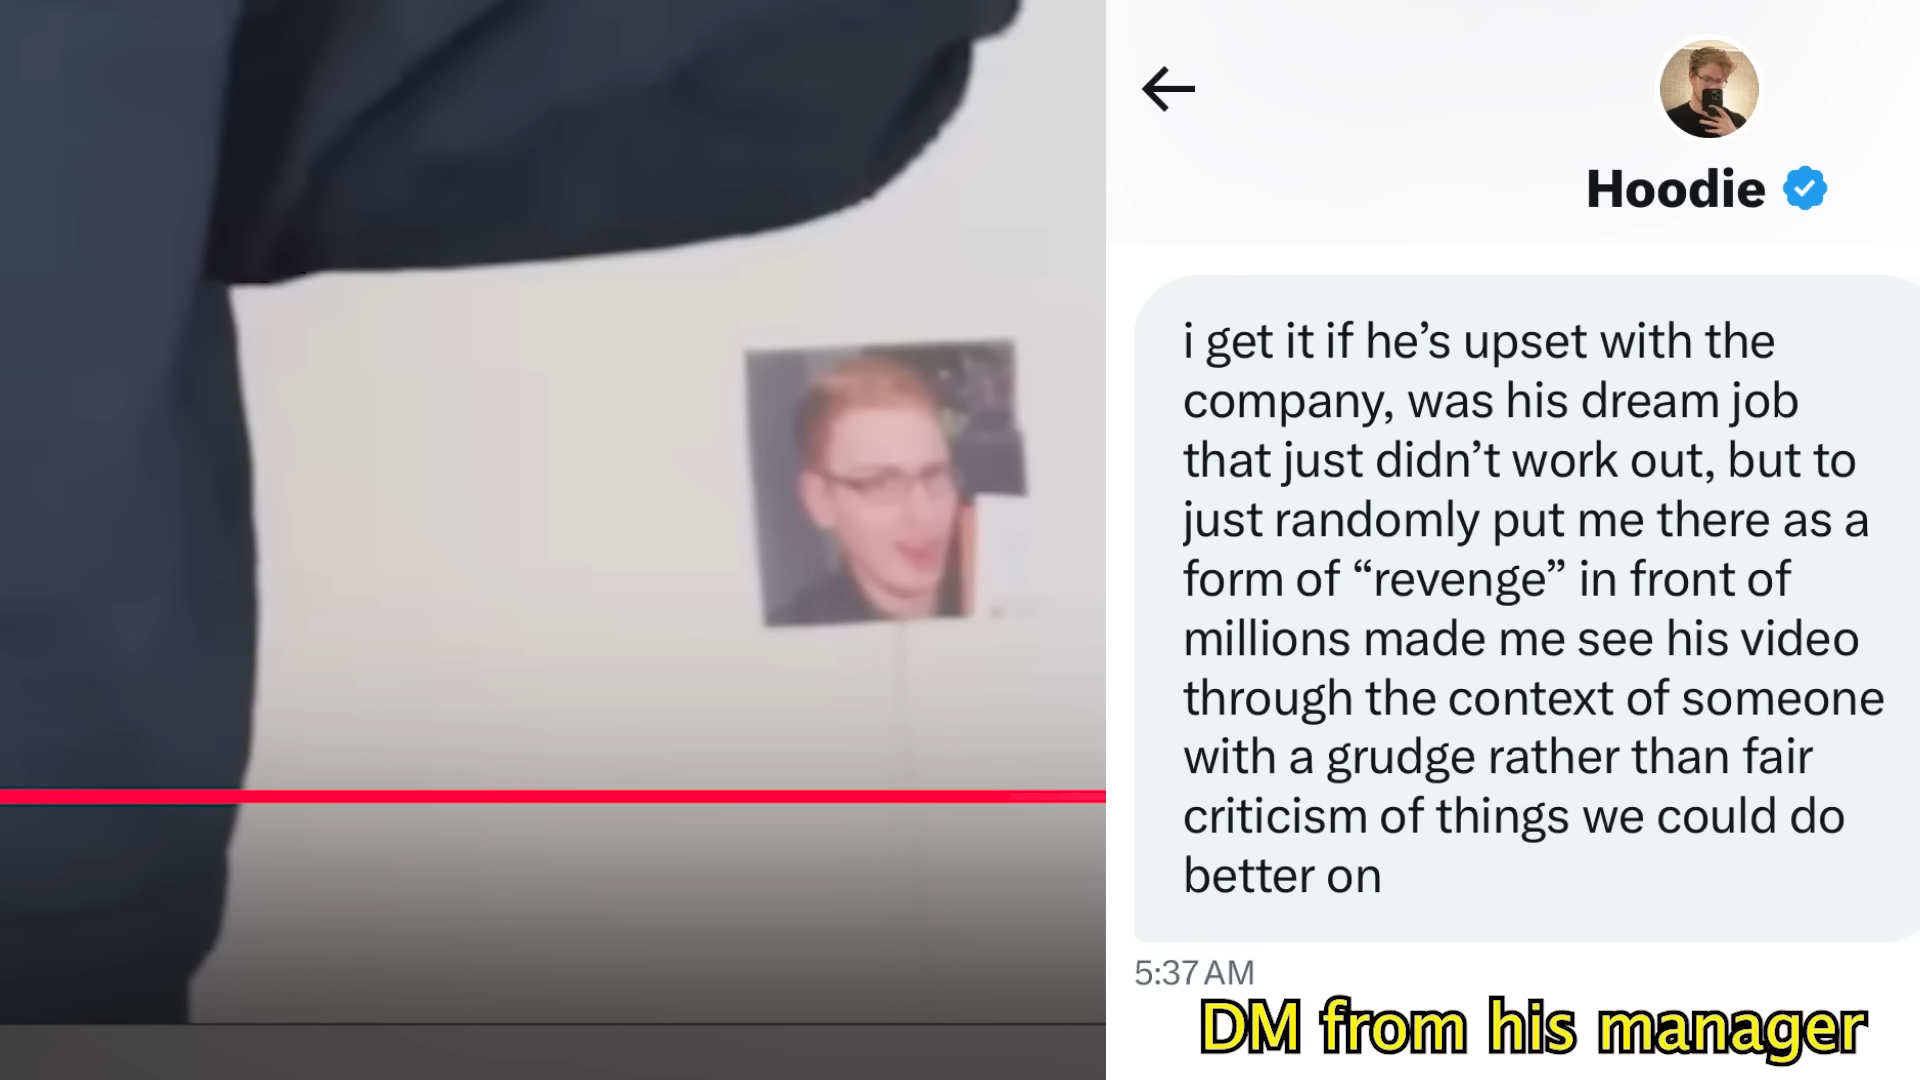 Hoodie
i get it if he’s upset with the
company, was his dream job
that just didn’t work out, but to
just randomly put me there as a
form of “revenge” in front of
millions made me see his video
through the context of someone
with a grudge rather than fair
criticism of things we could do
better on
5:37 AM
DM from his manager